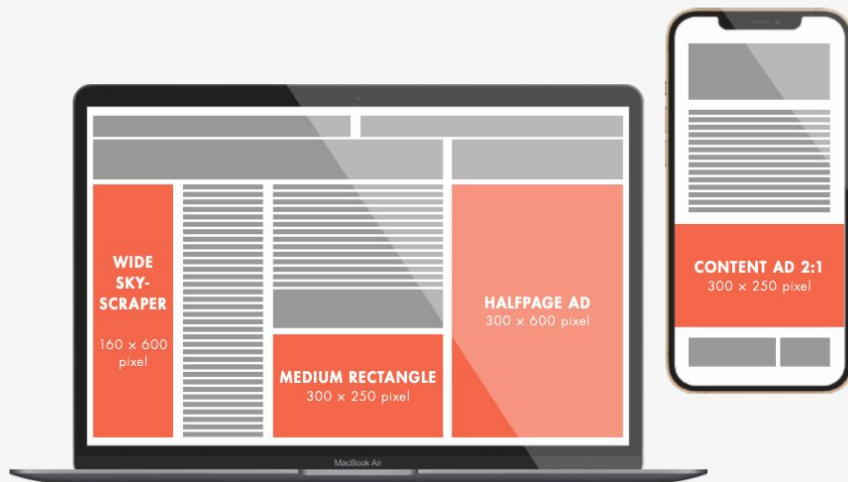 WIDE
SKY-
SCRAPER
160 × 600
pixel
MEDIUM RECTANGLE
300 × 250 pixel
HALFPAGE AD
300 × 600 pixel
MacBook Air
CONTENT AD 2:1
300 × 250 pixel